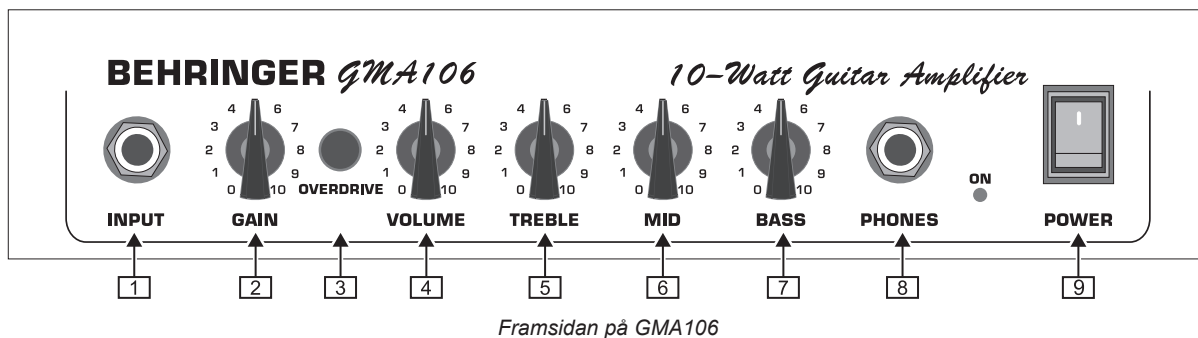 BEHRINGER GMA106 10–Watt Guitar Amplifier
4 6 4 6 4 6 4 6 4 6
3 7 3 7 3 7 3 7 3 7
2 8 2 8 2 8 2 8 2 8
1 9 1 9 1 9 1 9 1 9
0 10 OVERDRIVE 0 10 0 10 0 10 0 10 ON
INPUT GAIN VOLUME TREBLE MID BASS PHONES POWER
1 2 3 4 5 6 7 8 9
Framsidan på GMA106